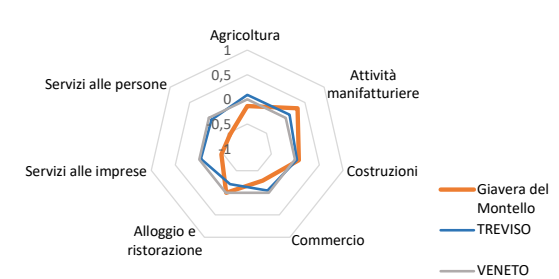 Agricoltura
1
0,5
0
-0,5
-1
Attività
manifatturiere
Costruzioni
Commercio
Alloggio e
ristorazione
Servizi alle imprese
Servizi alle persone
Giavera del
Montello
TREVISO
VENETO